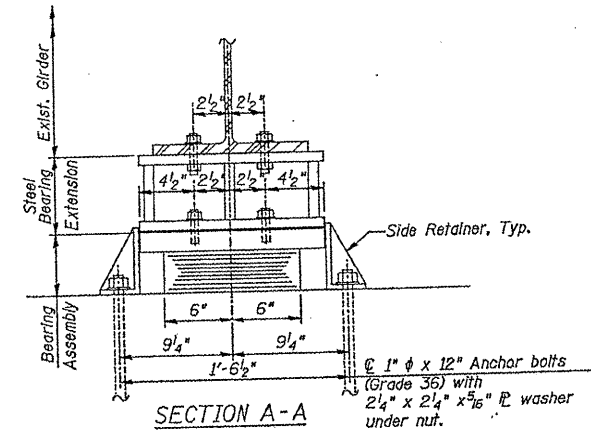 Exist. Girder
Steel Bearing Extension
Bearing Assembly
2½" 2½"
4½" 2½" 2½" 4½"
Side Retainer, Typ.
6" 6"
9¼" 9¼"
1'-6½"
℄ 1" ϕ x 12" Anchor bolts
(Grade 36) with
2¼" x 2¼" x 5/16" ℙL washer
under nut.
SECTION A-A